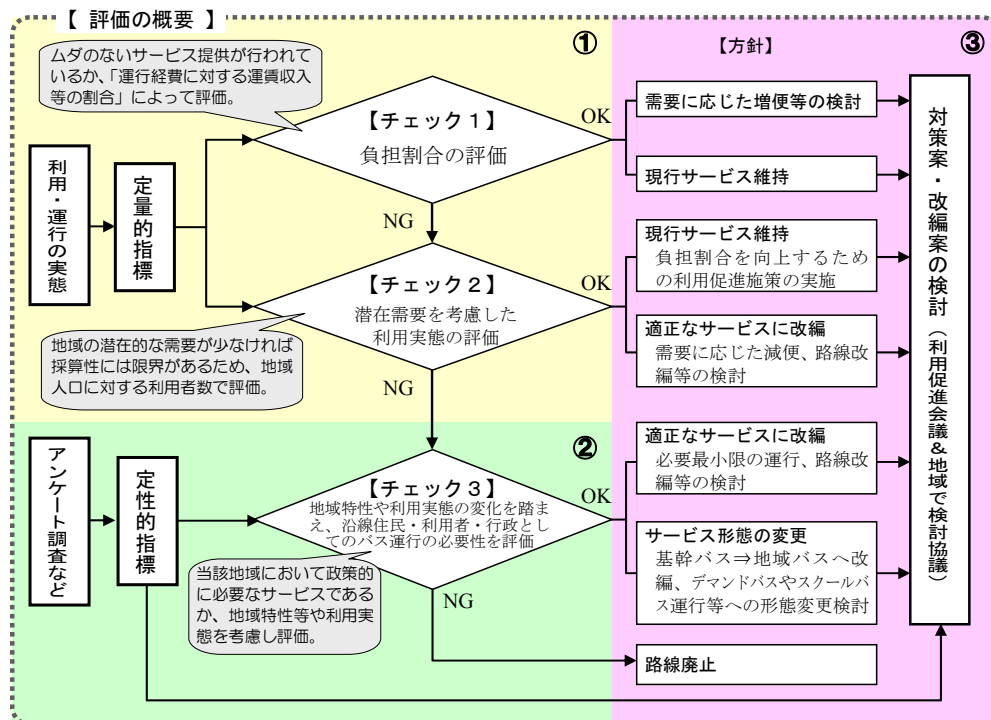 【 評価の概要 】
①
ムダのないサービス提供が行われて
いるか、「運行経費に対する運賃収入
等の割合」によって評価。
【チェック１】
負担割合の評価
OK
NG
利用・運行の実態
定量的指標
【チェック２】
潜在需要を考慮した
利用実態の評価
OK
NG
地域の潜在的な需要が少なければ
採算性には限界があるため、地域
人口に対する利用者数で評価。
②
アンケート調査など
定性的指標
【チェック３】
地域特性や利用実態の変化を踏ま
え、沿線住民・利用者・行政とし
てのバス運行の必要性を評価
OK
NG
当該地域において政策的
に必要なサービスである
か、地域特性等や利用実
態を考慮し評価。
【方針】
③
需要に応じた増便等の検討
現行サービス維持
現行サービス維持
負担割合を向上するため
の利用促進施策の実施
適正なサービスに改編
需要に応じた減便、路線改
編等の検討
適正なサービスに改編
必要最小限の運行、路線改
編等の検討
サービス形態の変更
基幹バス⇒地域バスへ改
編、デマンドバスやスクールバ
ス運行等への形態変更検討
路線廃止
対策案・改編案の検討（利用促進会議＆地域で検討協議）